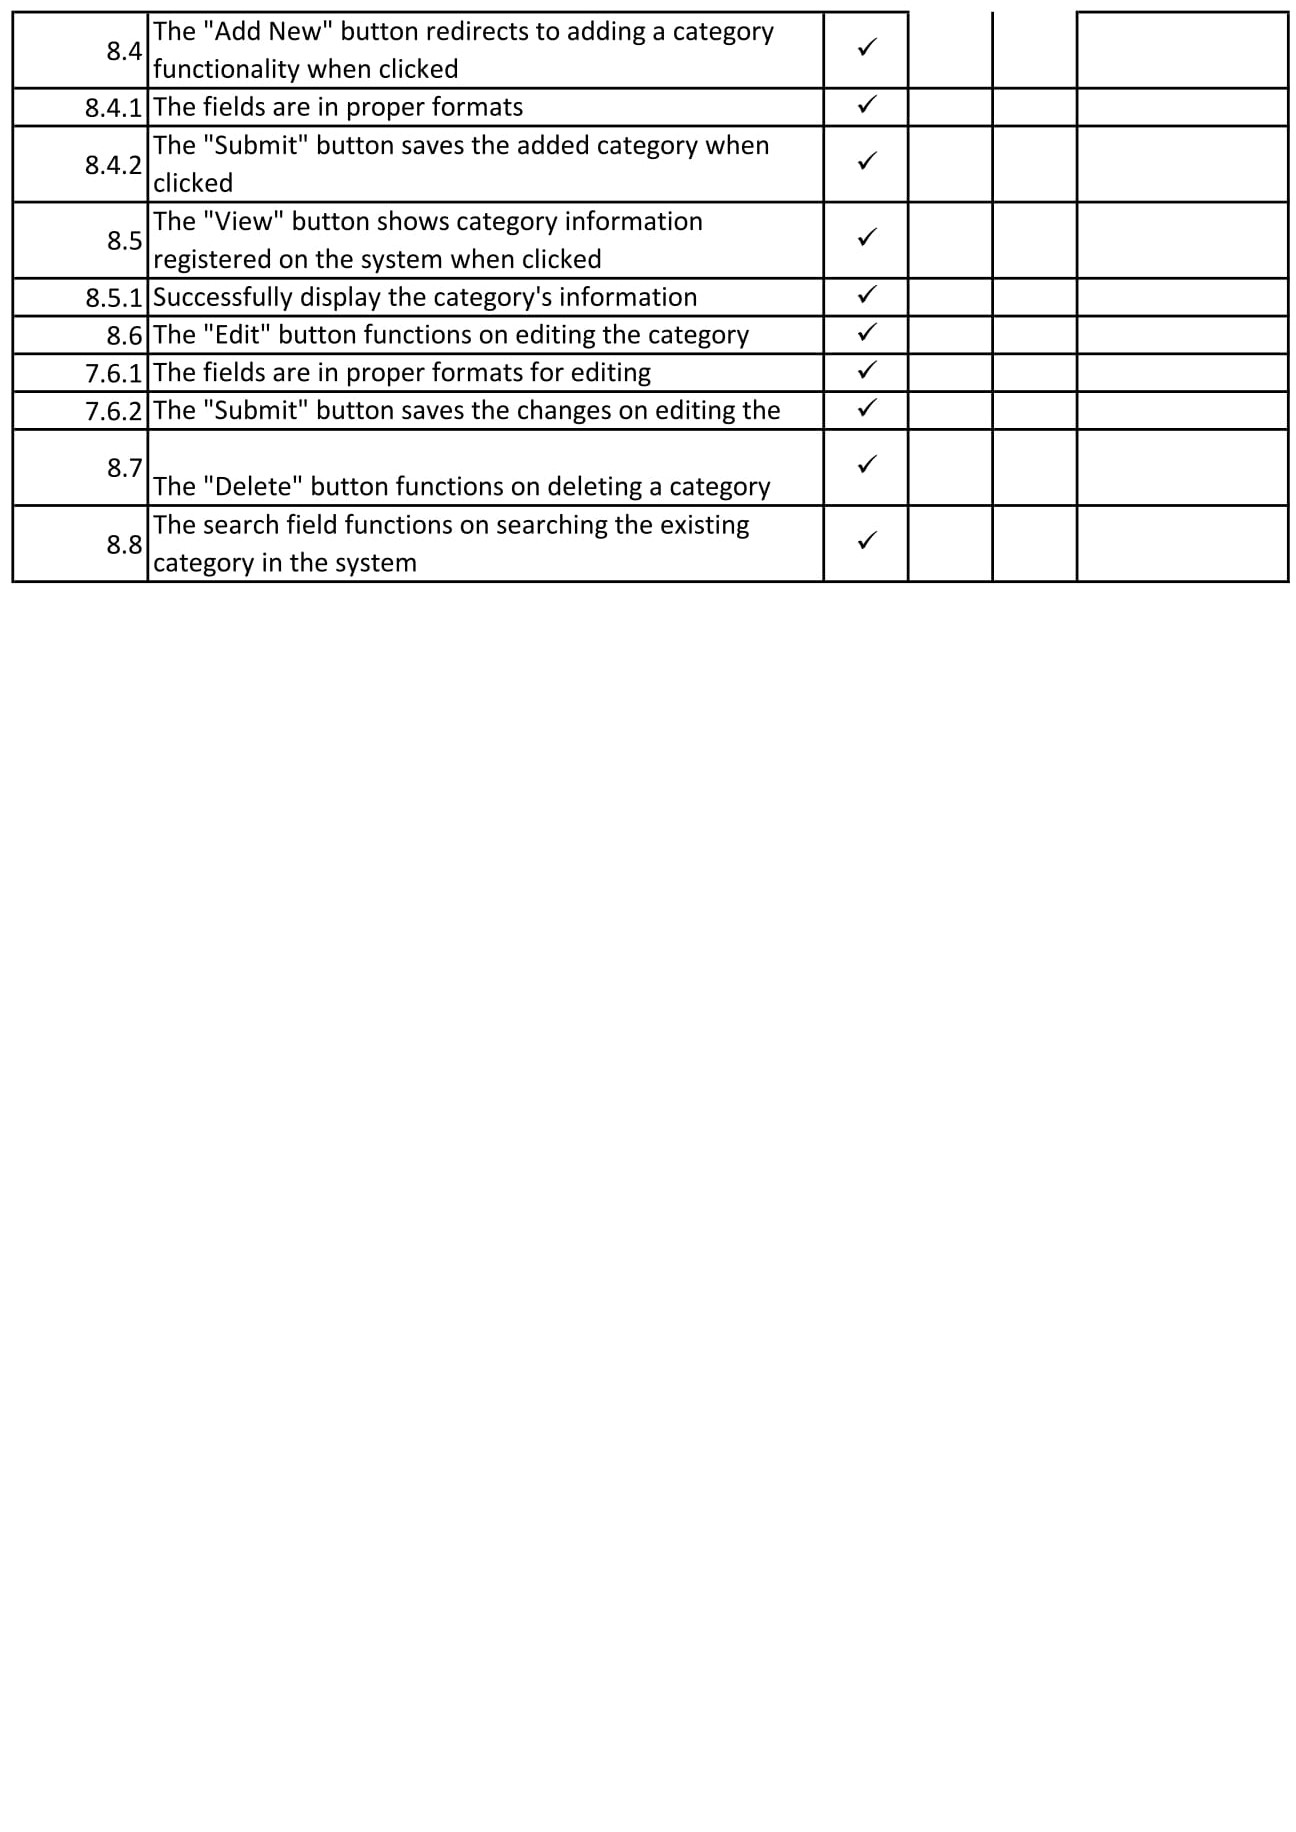 8.4 The "Add New" button redirects to adding a category ✓
functionality when clicked
8.4.1 The fields are in proper formats ✓
8.4.2 The "Submit" button saves the added category when ✓
clicked
8.5 The "View" button shows category information ✓
registered on the system when clicked
8.5.1 Successfully display the category's information ✓
8.6 The "Edit" button functions on editing the category ✓
7.6.1 The fields are in proper formats for editing ✓
7.6.2 The "Submit" button saves the changes on editing the ✓
8.7 The "Delete" button functions on deleting a category ✓
8.8 The search field functions on searching the existing ✓
category in the system